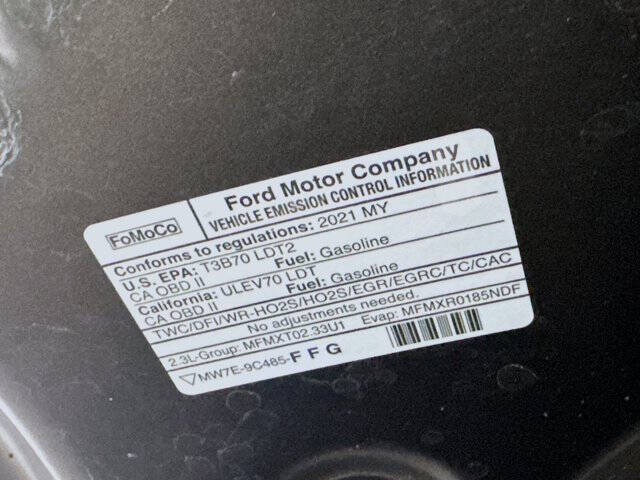 FoMoCo
Ford Motor Company
VEHICLE EMISSION CONTROL INFORMATION
Conforms to regulations: 2021 MY
U.S. EPA: T3B70 LDT2 Fuel: Gasoline
CA OBD II
California: ULEV70 LDT Fuel: Gasoline
CA OBD II
TWC/DFI/WR-HO2S/HO2S/EGR/EGRC/TC/CAC
No adjustments needed.
2.3L-Group: MFMXT02.33U1 Evap: MFMXR0185NDF
▽MW7E-9C485-F F G